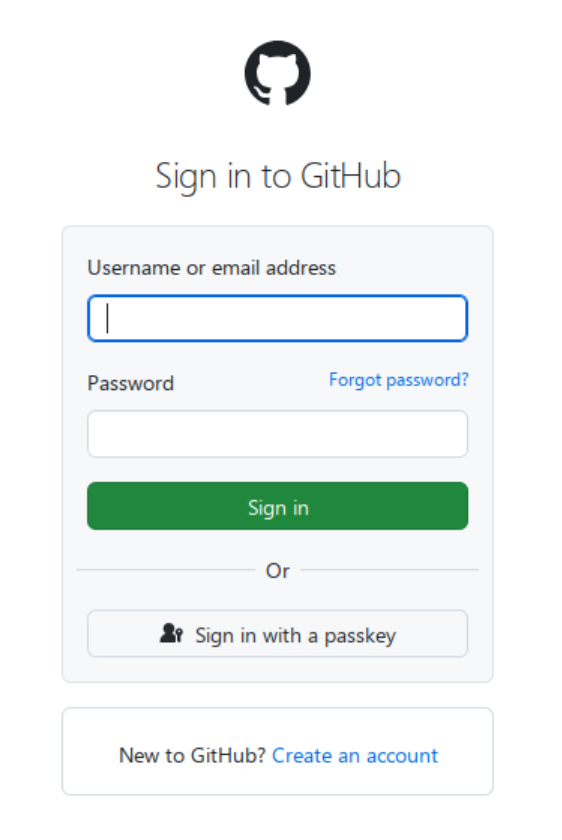 Sign in to GitHub
Username or email address
Password Forgot password?
Sign in
Or
Sign in with a passkey
New to GitHub? Create an account